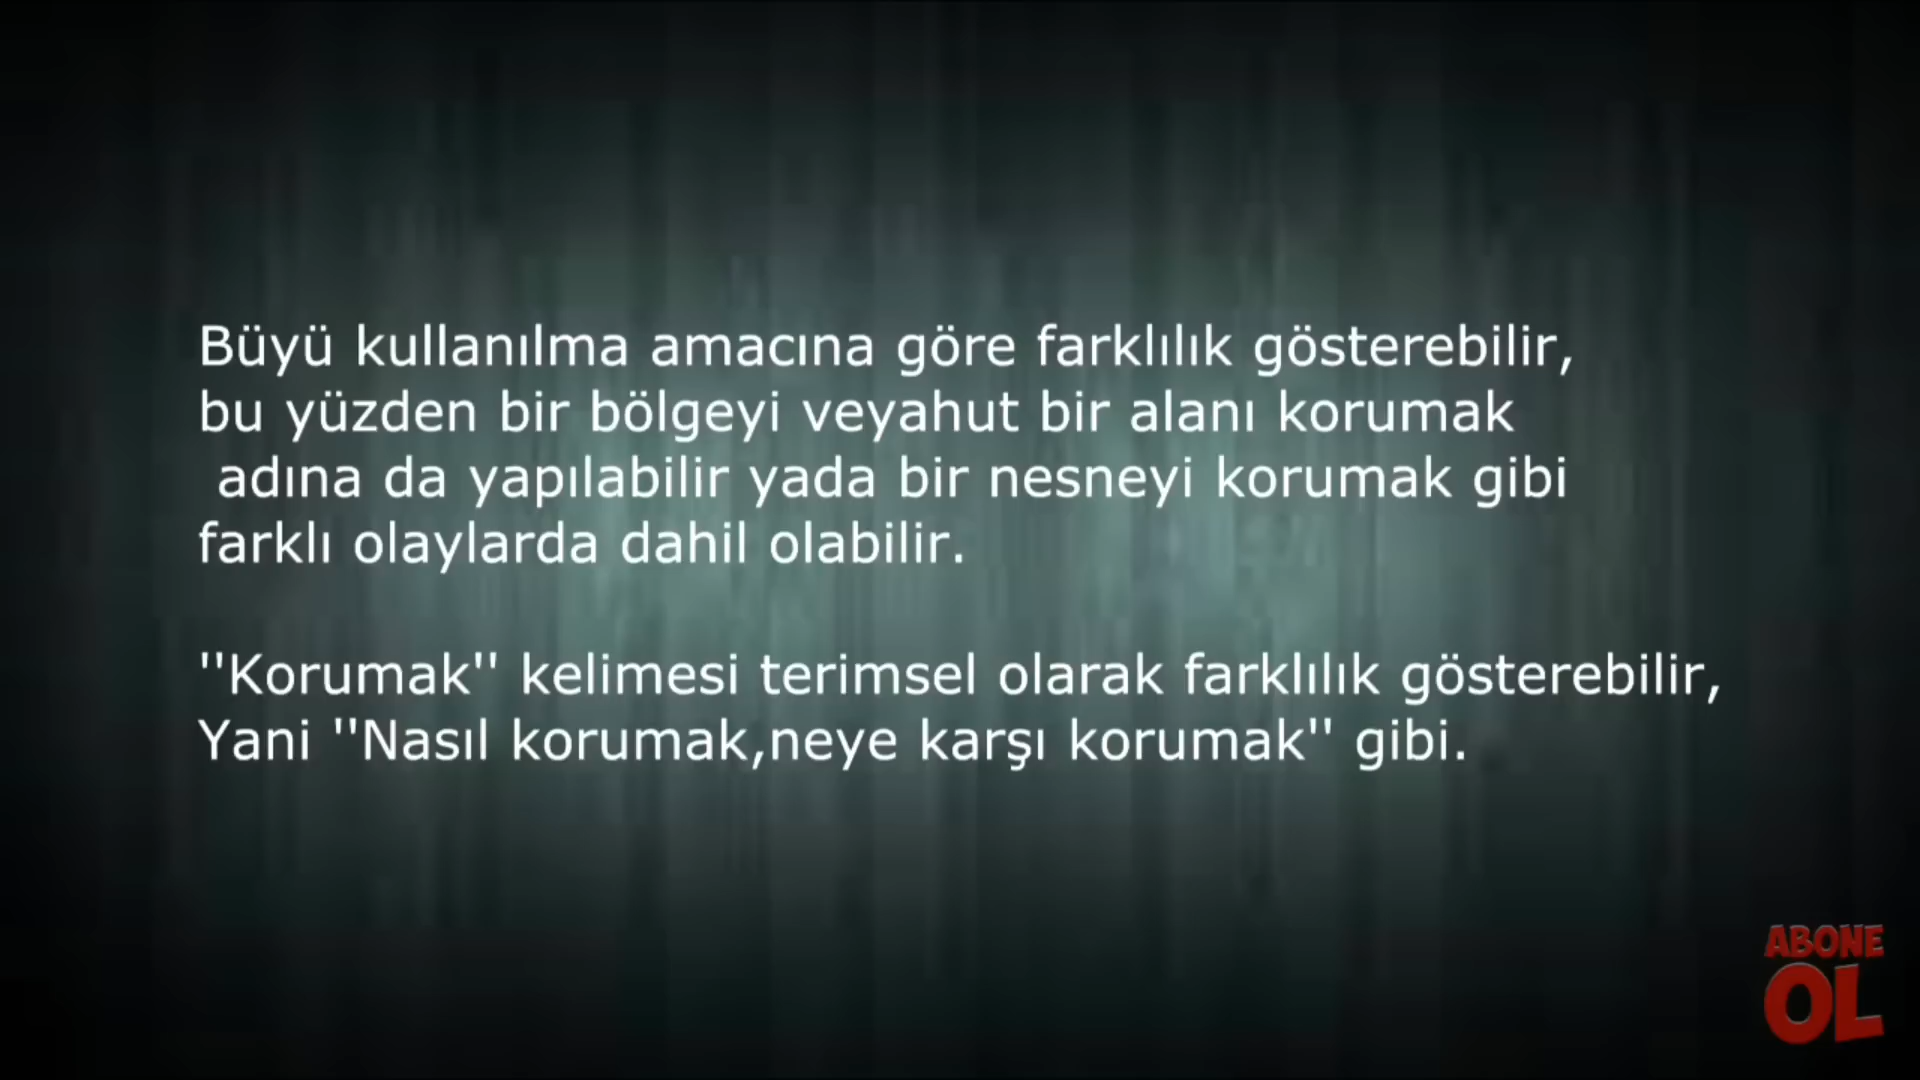 Büyü kullanılma amacına göre farklılık gösterebilir,
bu yüzden bir bölgeyi veyahut bir alanı korumak
adına da yapılabilir yada bir nesneyi korumak gibi
farklı olaylarda dahil olabilir.
''Korumak'' kelimesi terimsel olarak farklılık gösterebilir,
Yani ''Nasıl korumak,neye karşı korumak'' gibi.
ABONE
OL